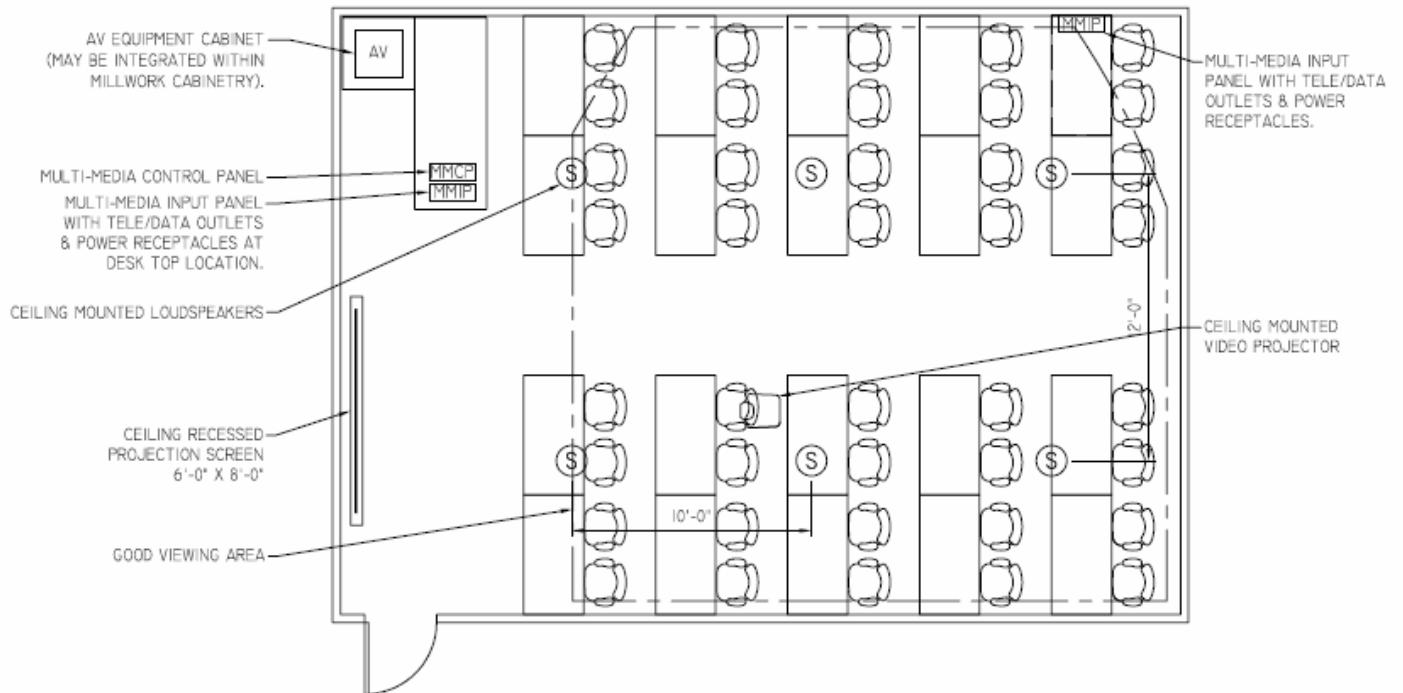 AV EQUIPMENT CABINET
(MAY BE INTEGRATED WITHIN
MILLWORK CABINETRY).
AV
MMIP
MULTI-MEDIA INPUT
PANEL WITH TELE/DATA
OUTLETS & POWER
RECEPTACLES.
MULTI-MEDIA CONTROL PANEL
MMCP
MULTI-MEDIA INPUT PANEL
WITH TELE/DATA OUTLETS
& POWER RECEPTACLES AT
DESK TOP LOCATION.
MMIP
S
S
S
CEILING MOUNTED LOUDSPEAKERS
2'-0"
CEILING MOUNTED
VIDEO PROJECTOR
CEILING RECESSED
PROJECTION SCREEN
6'-0" X 8'-0"
S
S
S
10'-0"
GOOD VIEWING AREA